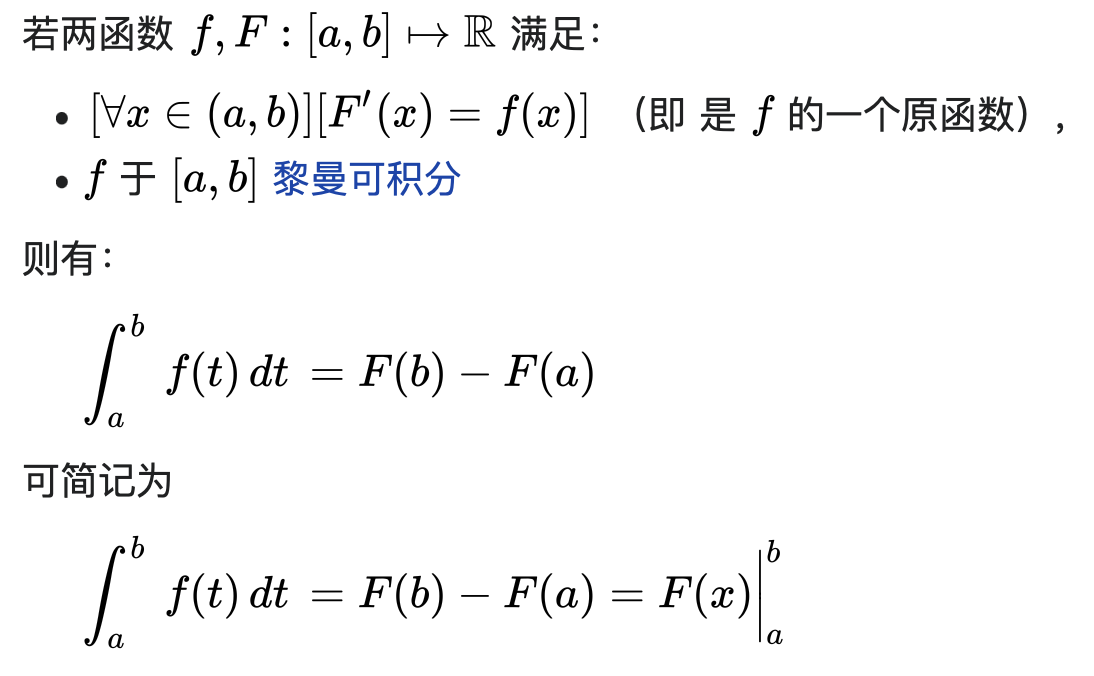 若两函数 $f, F : [a, b] \mapsto \mathbb{R}$ 满足：
• $[\forall x \in (a, b)][F'(x) = f(x)]$ （即 是 $f$ 的一个原函数），
• $f$ 于 $[a, b]$ 黎曼可积分
则有：
$\int_a^b f(t)\,dt = F(b) - F(a)$
可简记为
$\int_a^b f(t)\,dt = F(b) - F(a) = F(x)\Big|_a^b$